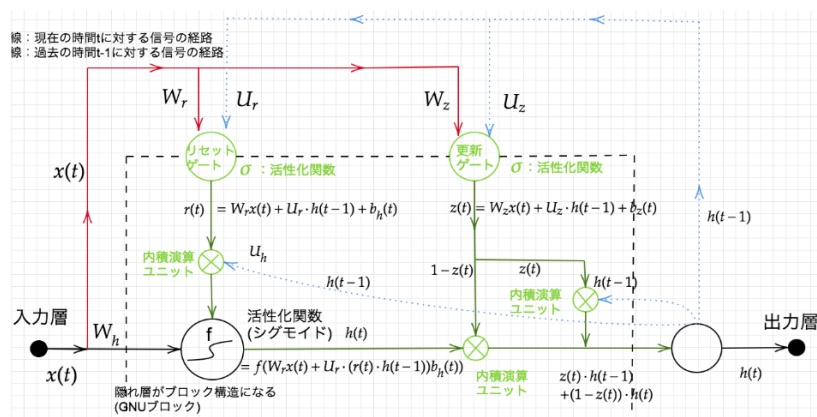 線：現在の時間tに対する信号の経路
線：過去の時間t-1に対する信号の経路
W_r
U_r
W_z
U_z
リセット
ゲート
σ：活性化関数
更新
ゲート
σ：活性化関数
x(t)
r(t) = W_r x(t) + U_r · h(t−1) + b_h(t)
z(t) = W_z x(t) + U_z · h(t−1) + b_z(t)
h(t−1)
内積演算
ユニット
U_h
h(t−1)
1−z(t)
z(t)
h(t−1)
内積演算
ユニット
入力層
W_h
x(t)
f
活性化関数
(シグモイド)
h(t)
= f(W_r x(t) + U_r · (r(t) · h(t−1)) b_h(t))
出力層
h(t)
内積演算
ユニット
z(t) · h(t−1)
+(1−z(t)) · h(t)
隠れ層がブロック構造になる
(GNUブロック)